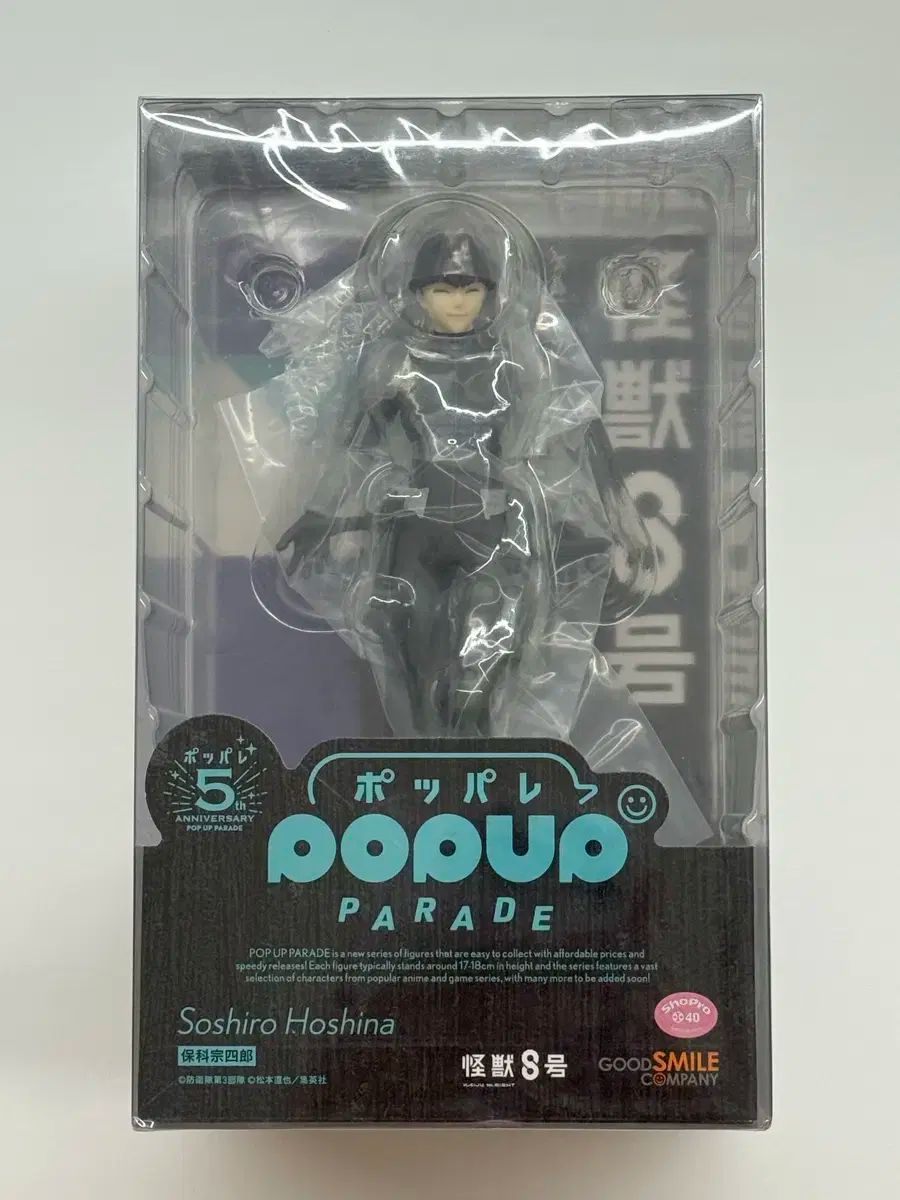 怪獣8号
ポッパレ
5th
ANNIVERSARY
POP UP PARADE
ポッパレ
POPUP
PARADE
POP UP PARADE is a new series of figures that are easy to collect with affordable prices and
speedy releases! Each figure typically stands around 17-18cm in height and the series features a vast
selection of characters from popular anime and game series, with many more to be added soon!
Soshiro Hoshina
保科宗四郎
©防衛隊第3部隊 ©松本直也／集英社
怪獣8号
KAIJU No.EIGHT
ShoPro
40
GOOD SMILE
COMPANY